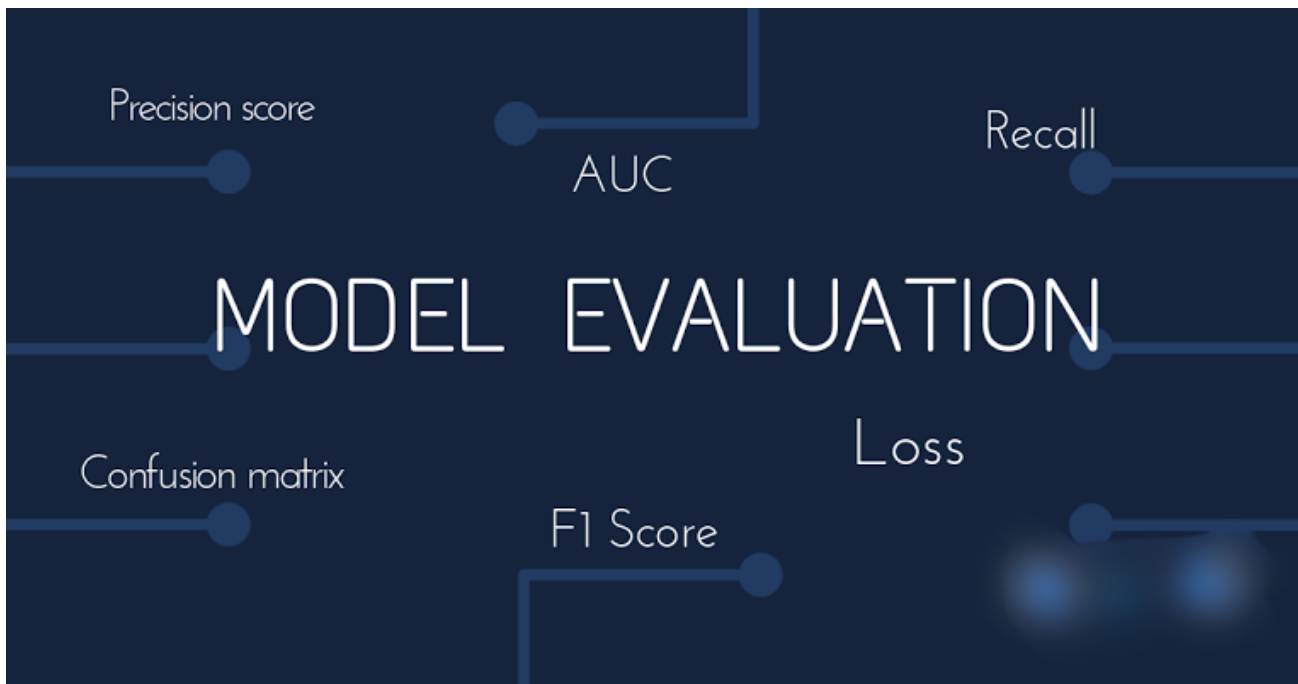 Precision score
AUC
Recall
MODEL EVALUATION
Confusion matrix
Loss
F1 Score